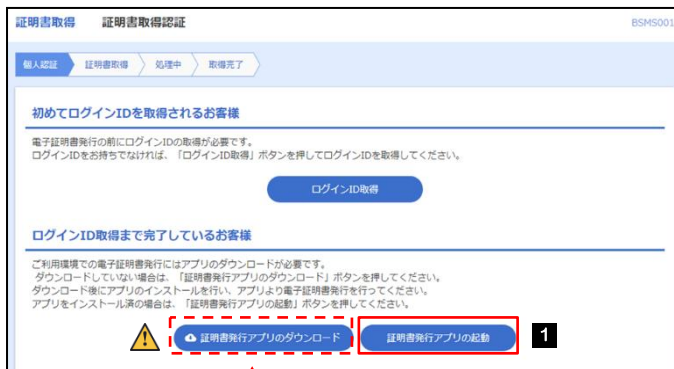 証明書取得 証明書取得認証 BSMS001
個人認証 証明書取得 処理中 取得完了
初めてログインIDを取得されるお客様
電子証明書発行の前にログインIDの取得が必要です。
ログインIDをお持ちでなければ、「ログインID取得」ボタンを押してログインIDを取得してください。
ログインID取得
ログインID取得まで完了しているお客様
ご利用環境での電子証明書発行にはアプリのダウンロードが必要です。
ダウンロードしていない場合は、「証明書発行アプリのダウンロード」ボタンを押してください。
ダウンロード後にアプリのインストールを行い、アプリより電子証明書発行を行ってください。
アプリをインストール済の場合は、「証明書発行アプリの起動」ボタンを押してください。
証明書発行アプリのダウンロード 証明書発行アプリの起動 1